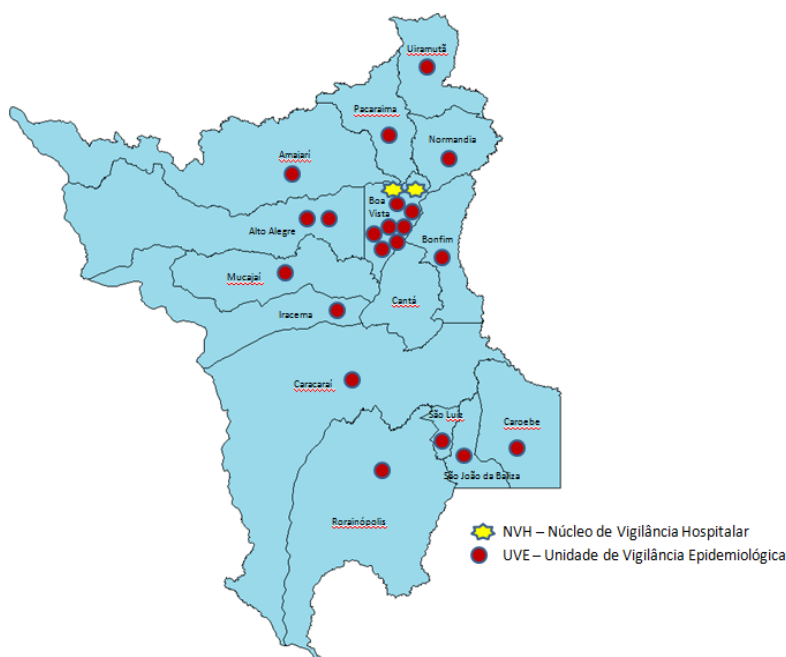 Uiramutã
Pacaraima
Normandia
Amajarí
Boa
Vista
Alto Alegre
Bonfim
Mucajaí
Cantá
Iracema
Caracaraí
São Luiz
Caroebe
São João da Baliza
Rorainópolis
NVH – Núcleo de Vigilância Hospitalar
UVE – Unidade de Vigilância Epidemiológica